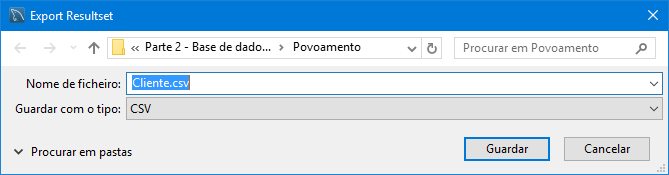 Export Resultset
« Parte 2 - Base de dado... > Povoamento
Procurar em Povoamento
Nome de ficheiro: Cliente.csv
Guardar com o tipo: CSV
Procurar em pastas
Guardar
Cancelar